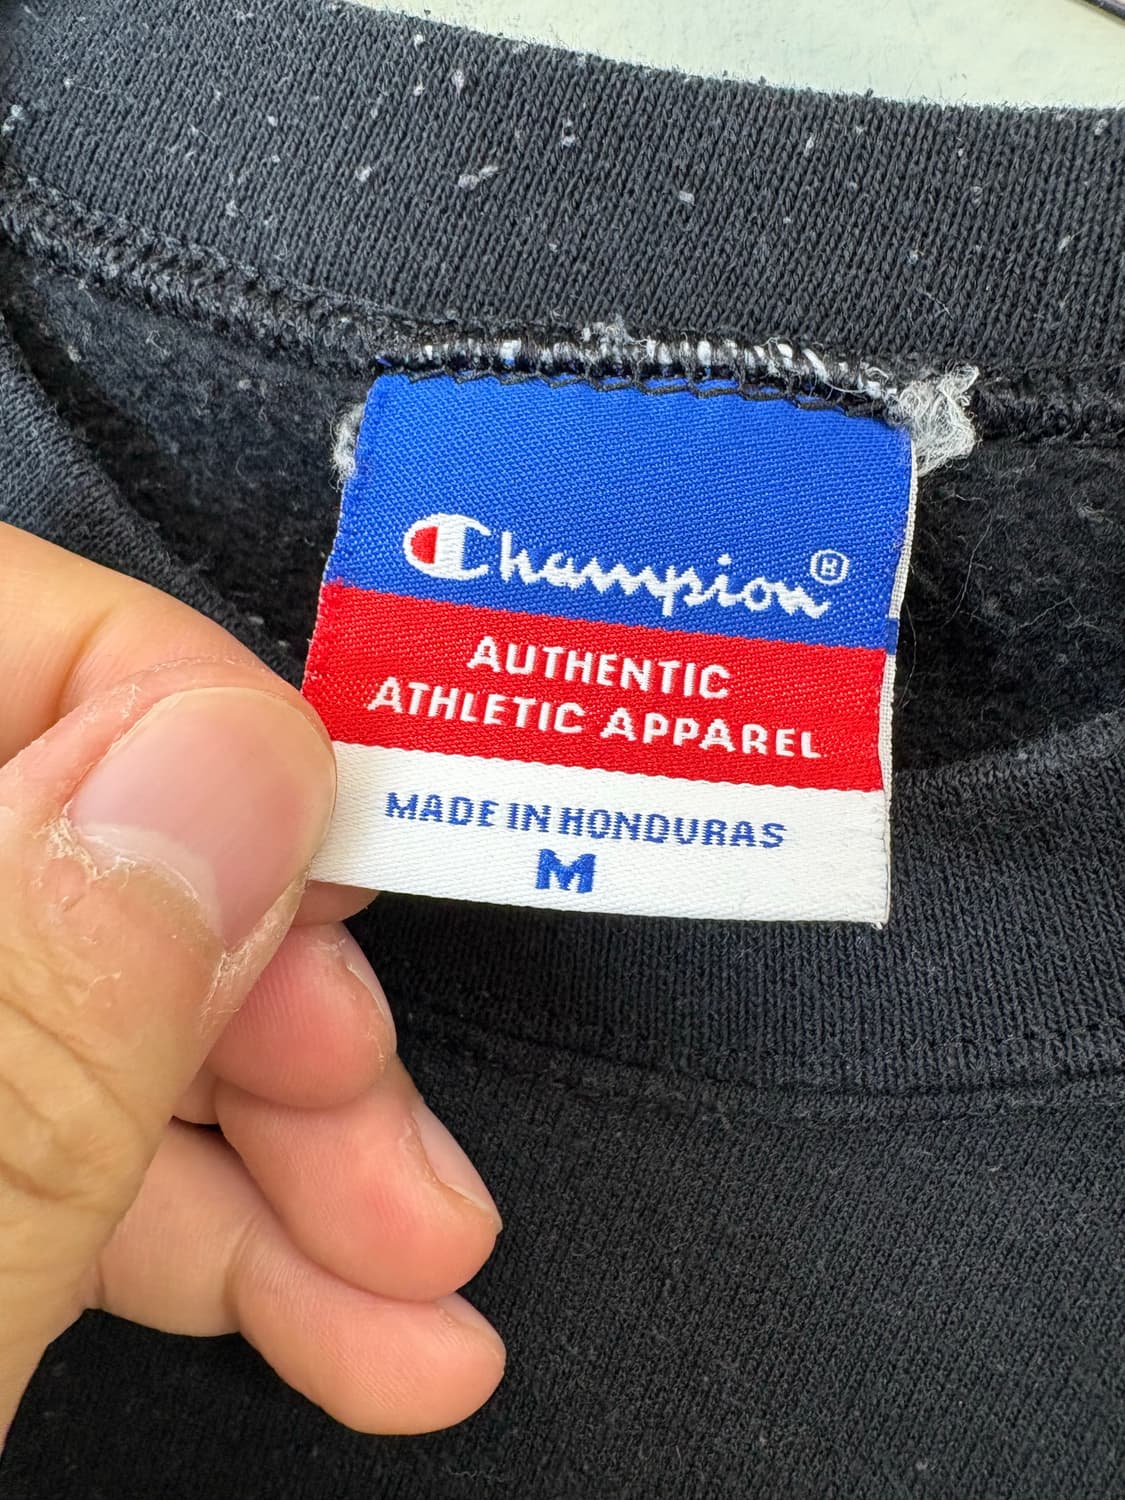 Champion®
AUTHENTIC
ATHLETIC APPAREL
MADE IN HONDURAS
M